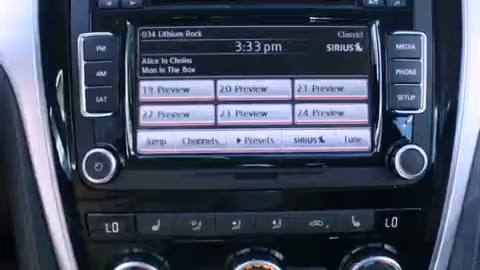 FM
AM
SAT
034 Lithium Rock
Classicl
3:33 pm
SIRIUS
Alice In Chains
Man In The Box
19 Preview
20 Preview
21 Preview
22 Preview
23 Preview
24 Preview
Jump
Channels
Presets
SIRIUS
Tune
MEDIA
PHONE
SETUP
LO
LO